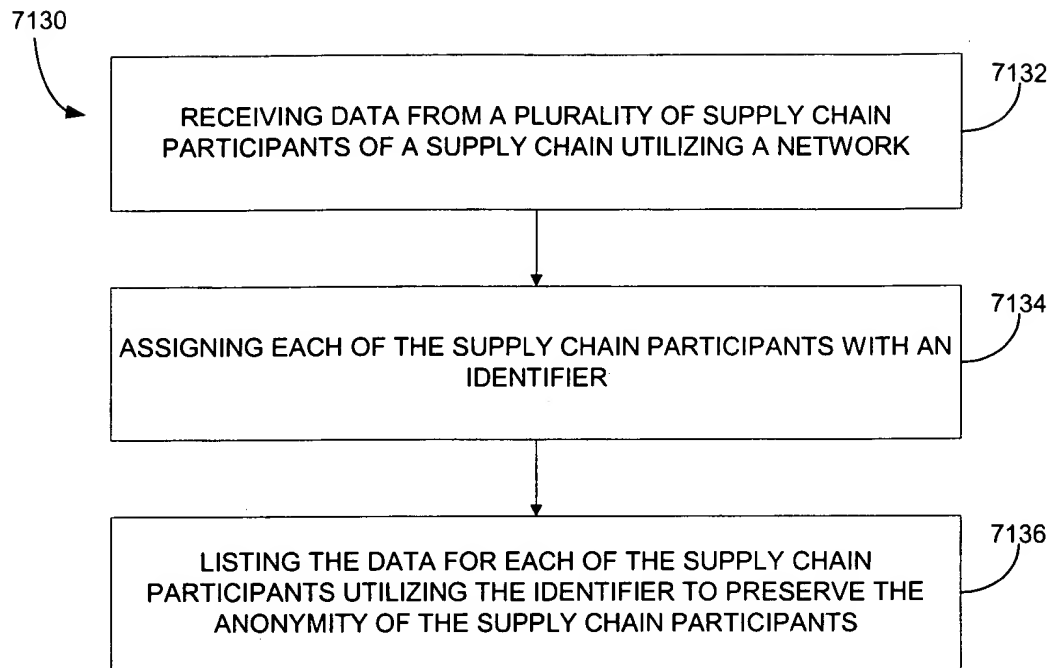 7130
7132
RECEIVING DATA FROM A PLURALITY OF SUPPLY CHAIN
PARTICIPANTS OF A SUPPLY CHAIN UTILIZING A NETWORK
7134
ASSIGNING EACH OF THE SUPPLY CHAIN PARTICIPANTS WITH AN
IDENTIFIER
7136
LISTING THE DATA FOR EACH OF THE SUPPLY CHAIN
PARTICIPANTS UTILIZING THE IDENTIFIER TO PRESERVE THE
ANONYMITY OF THE SUPPLY CHAIN PARTICIPANTS